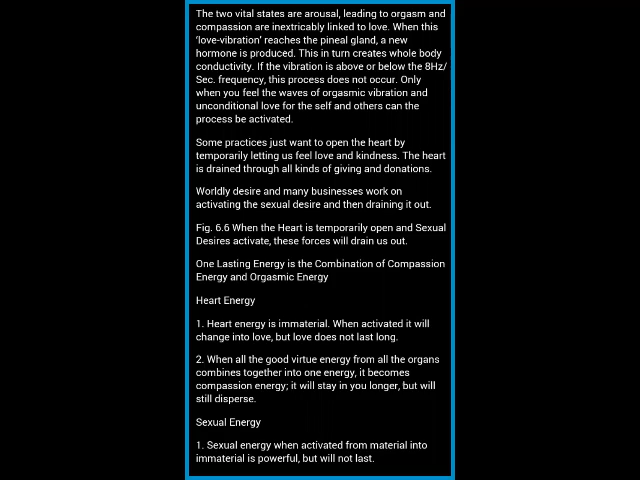 The two vital states are arousal, leading to orgasm and
compassion are inextricably linked to love. When this
'love-vibration' reaches the pineal gland, a new
hormone is produced. This in turn creates whole body
conductivity. If the vibration is above or below the 8Hz/
Sec. frequency, this process does not occur. Only
when you feel the waves of orgasmic vibration and
unconditional love for the self and others can the
process be activated.
Some practices just want to open the heart by
temporarily letting us feel love and kindness. The heart
is drained through all kinds of giving and donations.
Worldly desire and many businesses work on
activating the sexual desire and then draining it out.
Fig. 6.6 When the Heart is temporarily open and Sexual
Desires activate, these forces will drain us out.
One Lasting Energy is the Combination of Compassion
Energy and Orgasmic Energy
Heart Energy
1. Heart energy is immaterial. When activated it will
change into love, but love does not last long.
2. When all the good virtue energy from all the organs
combines together into one energy, it becomes
compassion energy; it will stay in you longer, but will
still disperse.
Sexual Energy
1. Sexual energy when activated from material into
immaterial is powerful, but will not last.